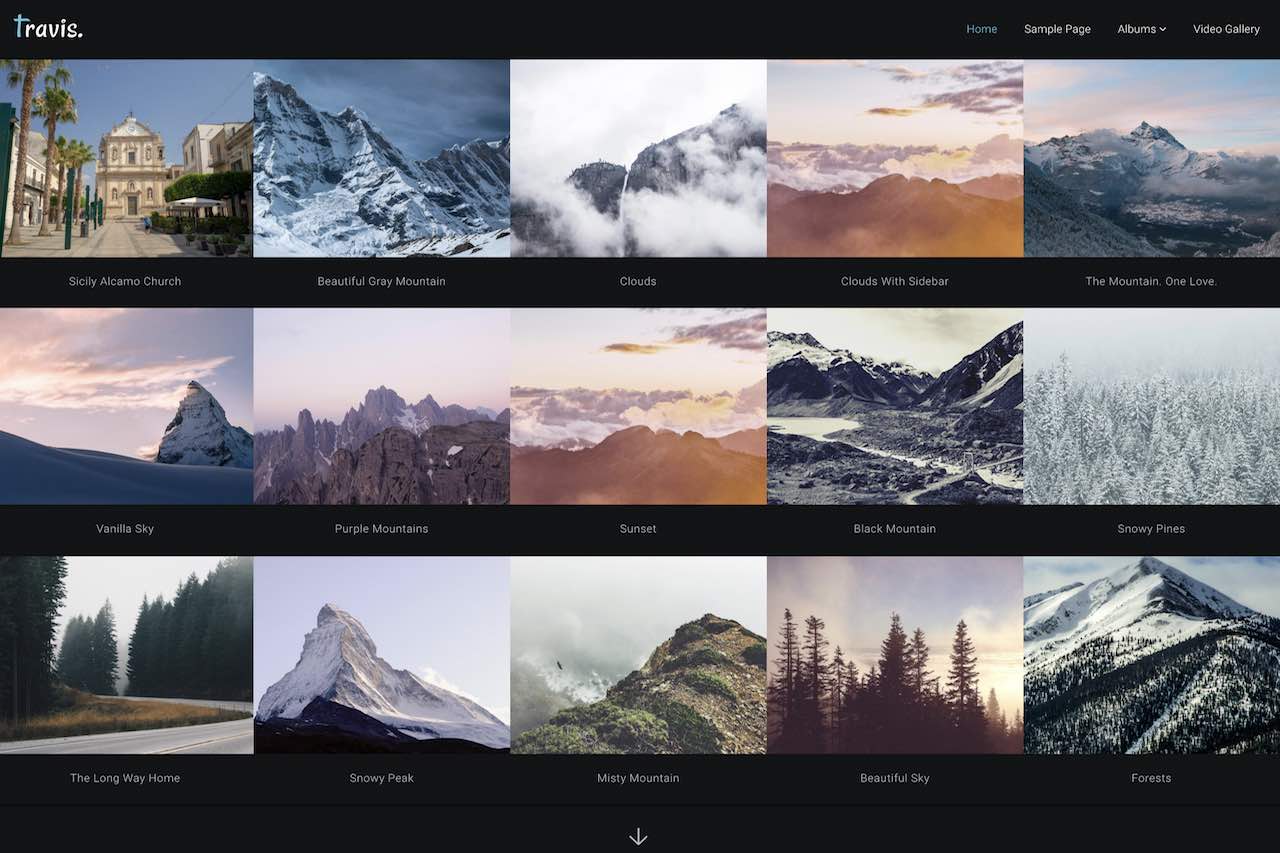 travis.
Home Sample Page Albums Video Gallery
Sicily Alcamo Church Beautiful Gray Mountain Clouds Clouds With Sidebar The Mountain. One Love.
Vanilla Sky Purple Mountains Sunset Black Mountain Snowy Pines
The Long Way Home Snowy Peak Misty Mountain Beautiful Sky Forests